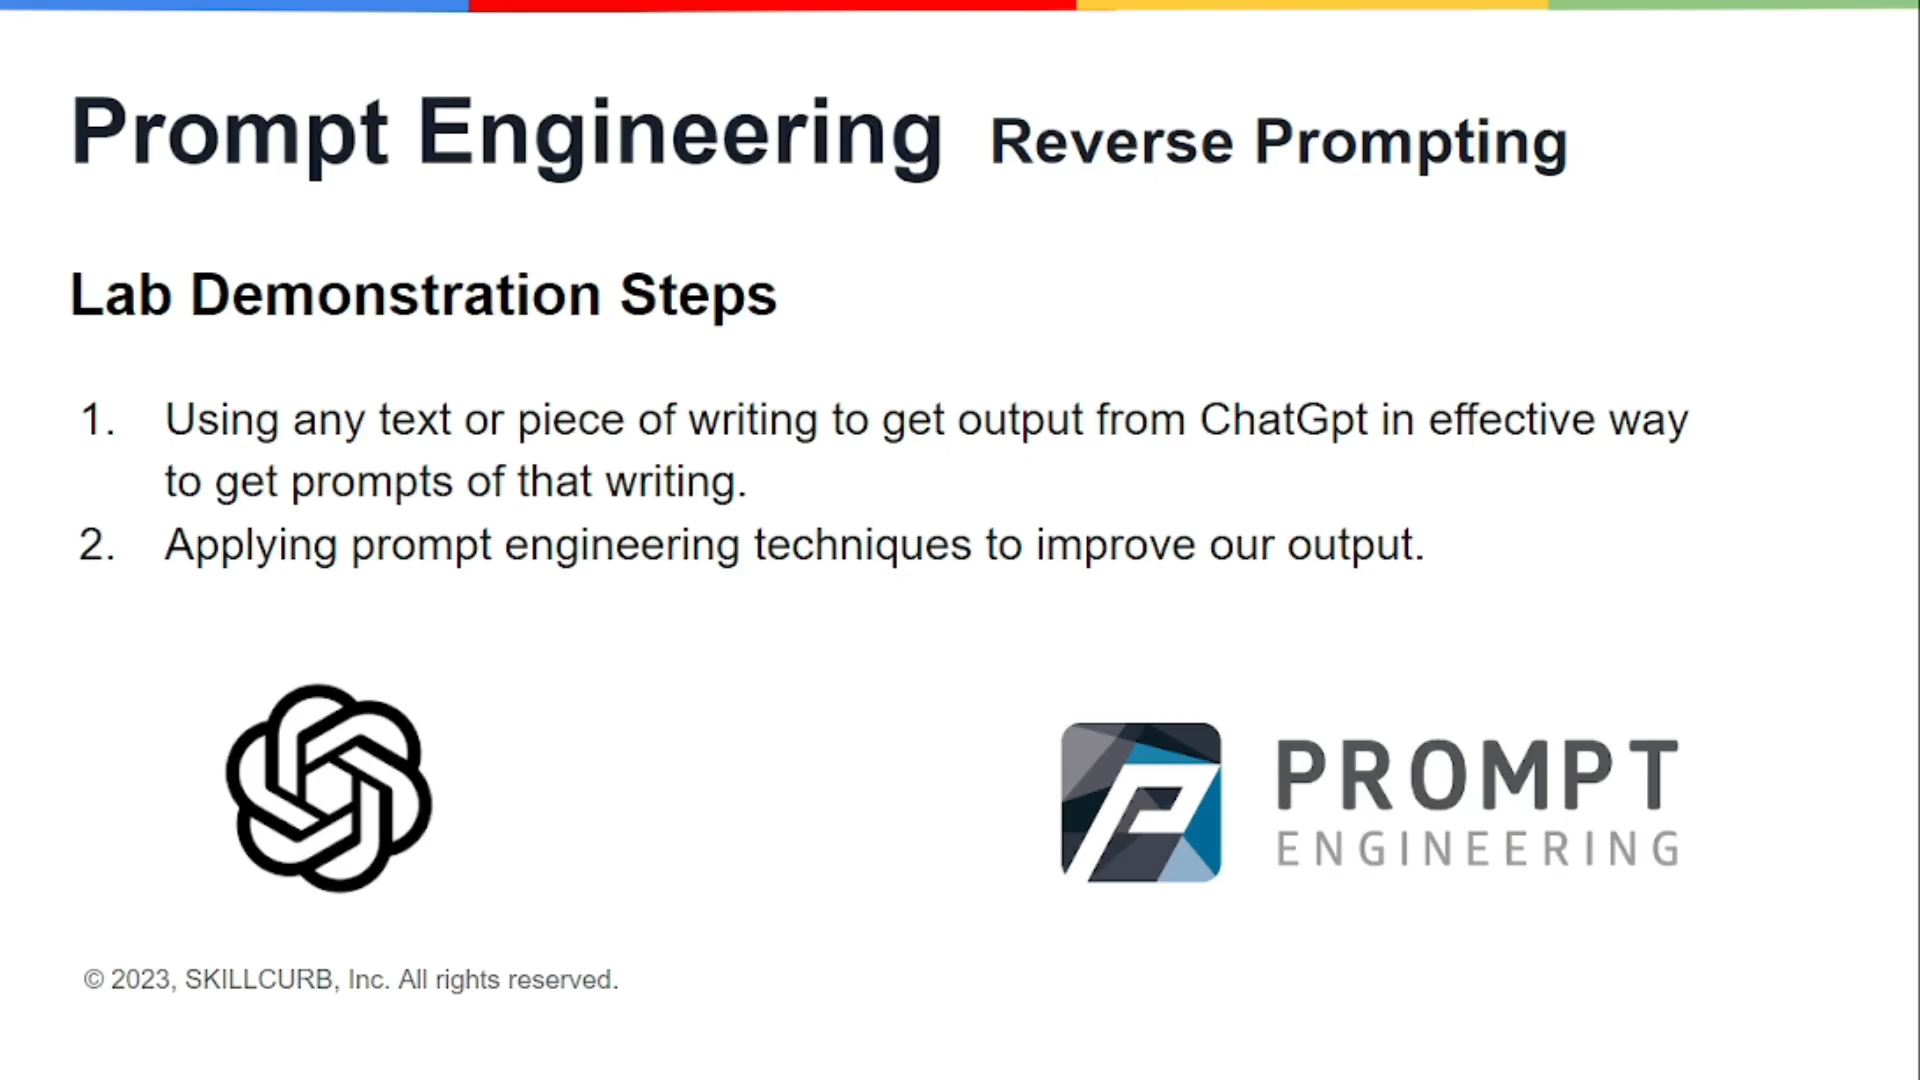 Prompt Engineering Reverse Prompting
Lab Demonstration Steps
1. Using any text or piece of writing to get output from ChatGpt in effective way
to get prompts of that writing.
2. Applying prompt engineering techniques to improve our output.
PROMPT
ENGINEERING
© 2023, SKILLCURB, Inc. All rights reserved.